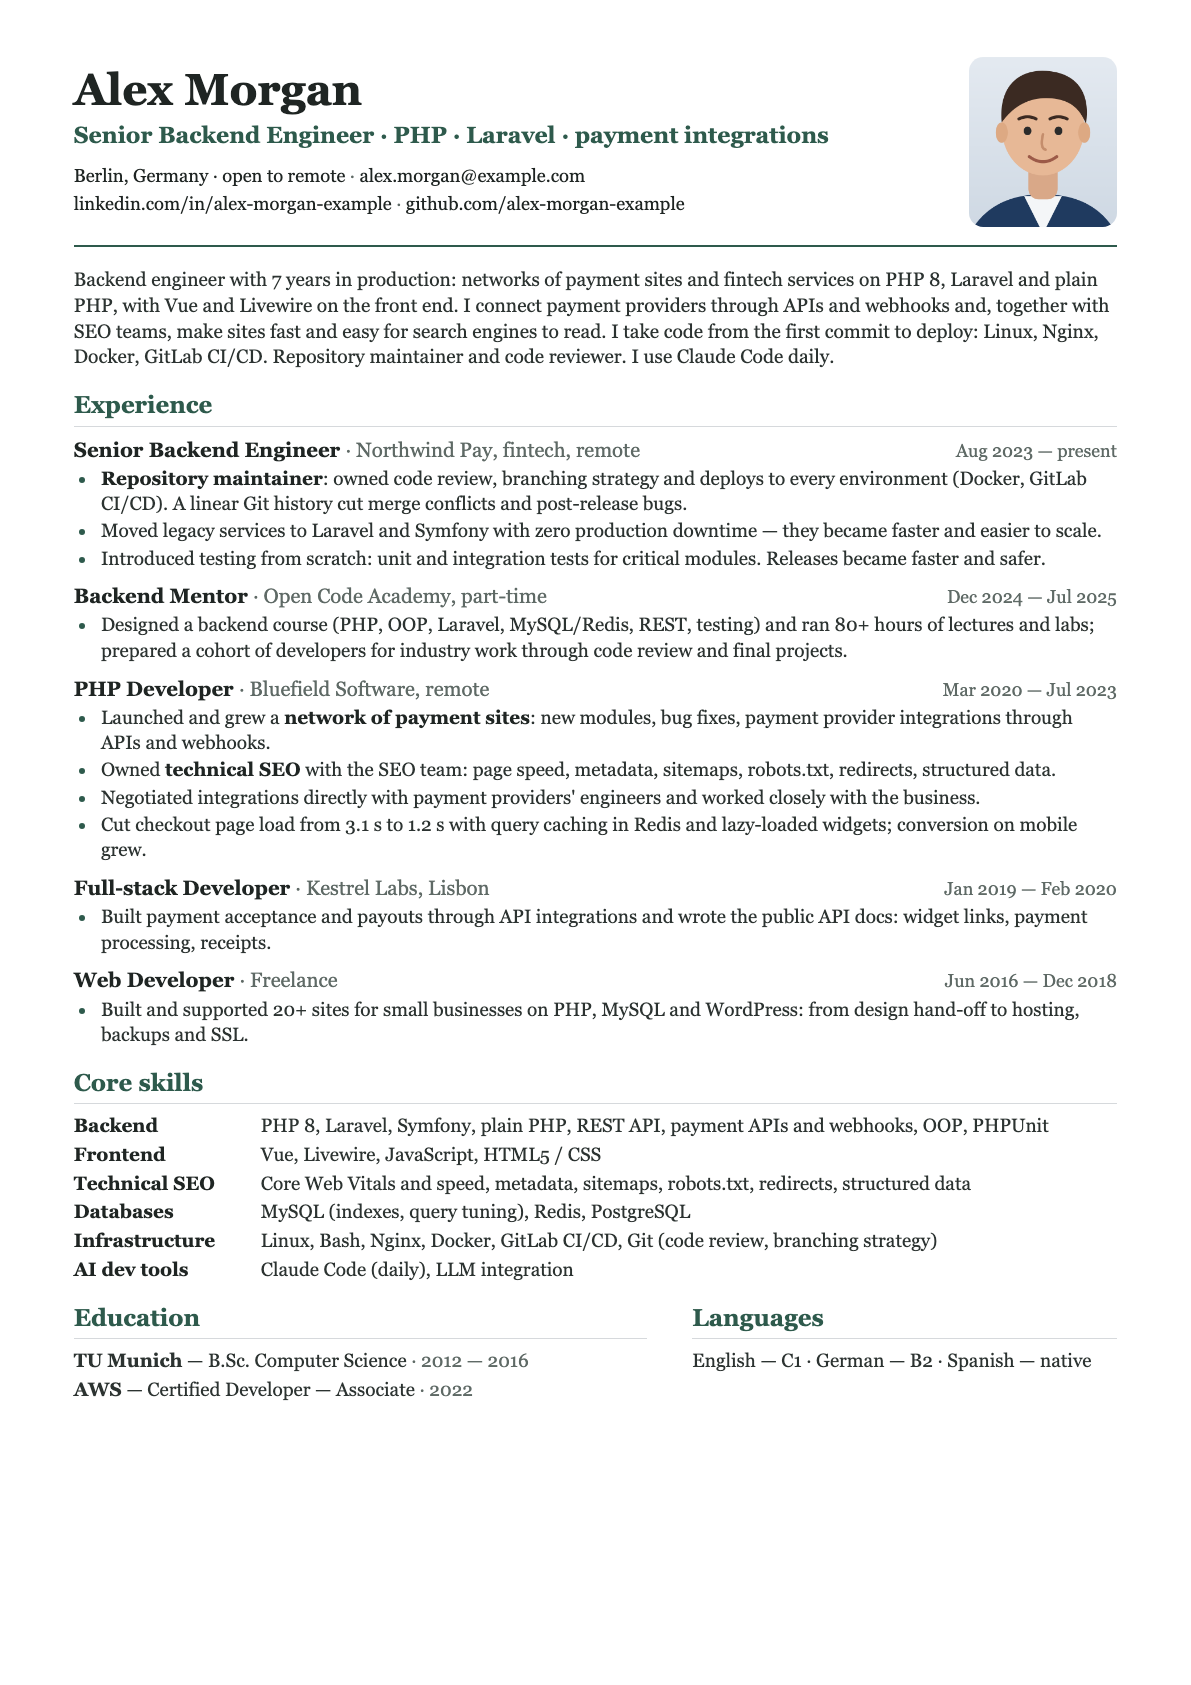 Alex Morgan
Senior Backend Engineer · PHP · Laravel · payment integrations
Berlin, Germany · open to remote · alex.morgan@example.com
linkedin.com/in/alex-morgan-example · github.com/alex-morgan-example
Backend engineer with 7 years in production: networks of payment sites and fintech services on PHP 8, Laravel and plain
PHP, with Vue and Livewire on the front end. I connect payment providers through APIs and webhooks and, together with
SEO teams, make sites fast and easy for search engines to read. I take code from the first commit to deploy: Linux, Nginx,
Docker, GitLab CI/CD. Repository maintainer and code reviewer. I use Claude Code daily.
Experience
Senior Backend Engineer · Northwind Pay, fintech, remote Aug 2023 — present
• Repository maintainer: owned code review, branching strategy and deploys to every environment (Docker, GitLab
CI/CD). A linear Git history cut merge conflicts and post-release bugs.
• Moved legacy services to Laravel and Symfony with zero production downtime — they became faster and easier to scale.
• Introduced testing from scratch: unit and integration tests for critical modules. Releases became faster and safer.
Backend Mentor · Open Code Academy, part-time Dec 2024 — Jul 2025
• Designed a backend course (PHP, OOP, Laravel, MySQL/Redis, REST, testing) and ran 80+ hours of lectures and labs;
prepared a cohort of developers for industry work through code review and final projects.
PHP Developer · Bluefield Software, remote Mar 2020 — Jul 2023
• Launched and grew a network of payment sites: new modules, bug fixes, payment provider integrations through
APIs and webhooks.
• Owned technical SEO with the SEO team: page speed, metadata, sitemaps, robots.txt, redirects, structured data.
• Negotiated integrations directly with payment providers' engineers and worked closely with the business.
• Cut checkout page load from 3.1 s to 1.2 s with query caching in Redis and lazy-loaded widgets; conversion on mobile
grew.
Full-stack Developer · Kestrel Labs, Lisbon Jan 2019 — Feb 2020
• Built payment acceptance and payouts through API integrations and wrote the public API docs: widget links, payment
processing, receipts.
Web Developer · Freelance Jun 2016 — Dec 2018
• Built and supported 20+ sites for small businesses on PHP, MySQL and WordPress: from design hand-off to hosting,
backups and SSL.
Core skills
Backend PHP 8, Laravel, Symfony, plain PHP, REST API, payment APIs and webhooks, OOP, PHPUnit
Frontend Vue, Livewire, JavaScript, HTML5 / CSS
Technical SEO Core Web Vitals and speed, metadata, sitemaps, robots.txt, redirects, structured data
Databases MySQL (indexes, query tuning), Redis, PostgreSQL
Infrastructure Linux, Bash, Nginx, Docker, GitLab CI/CD, Git (code review, branching strategy)
AI dev tools Claude Code (daily), LLM integration
Education
TU Munich — B.Sc. Computer Science · 2012 — 2016
AWS — Certified Developer — Associate · 2022
Languages
English — C1 · German — B2 · Spanish — native